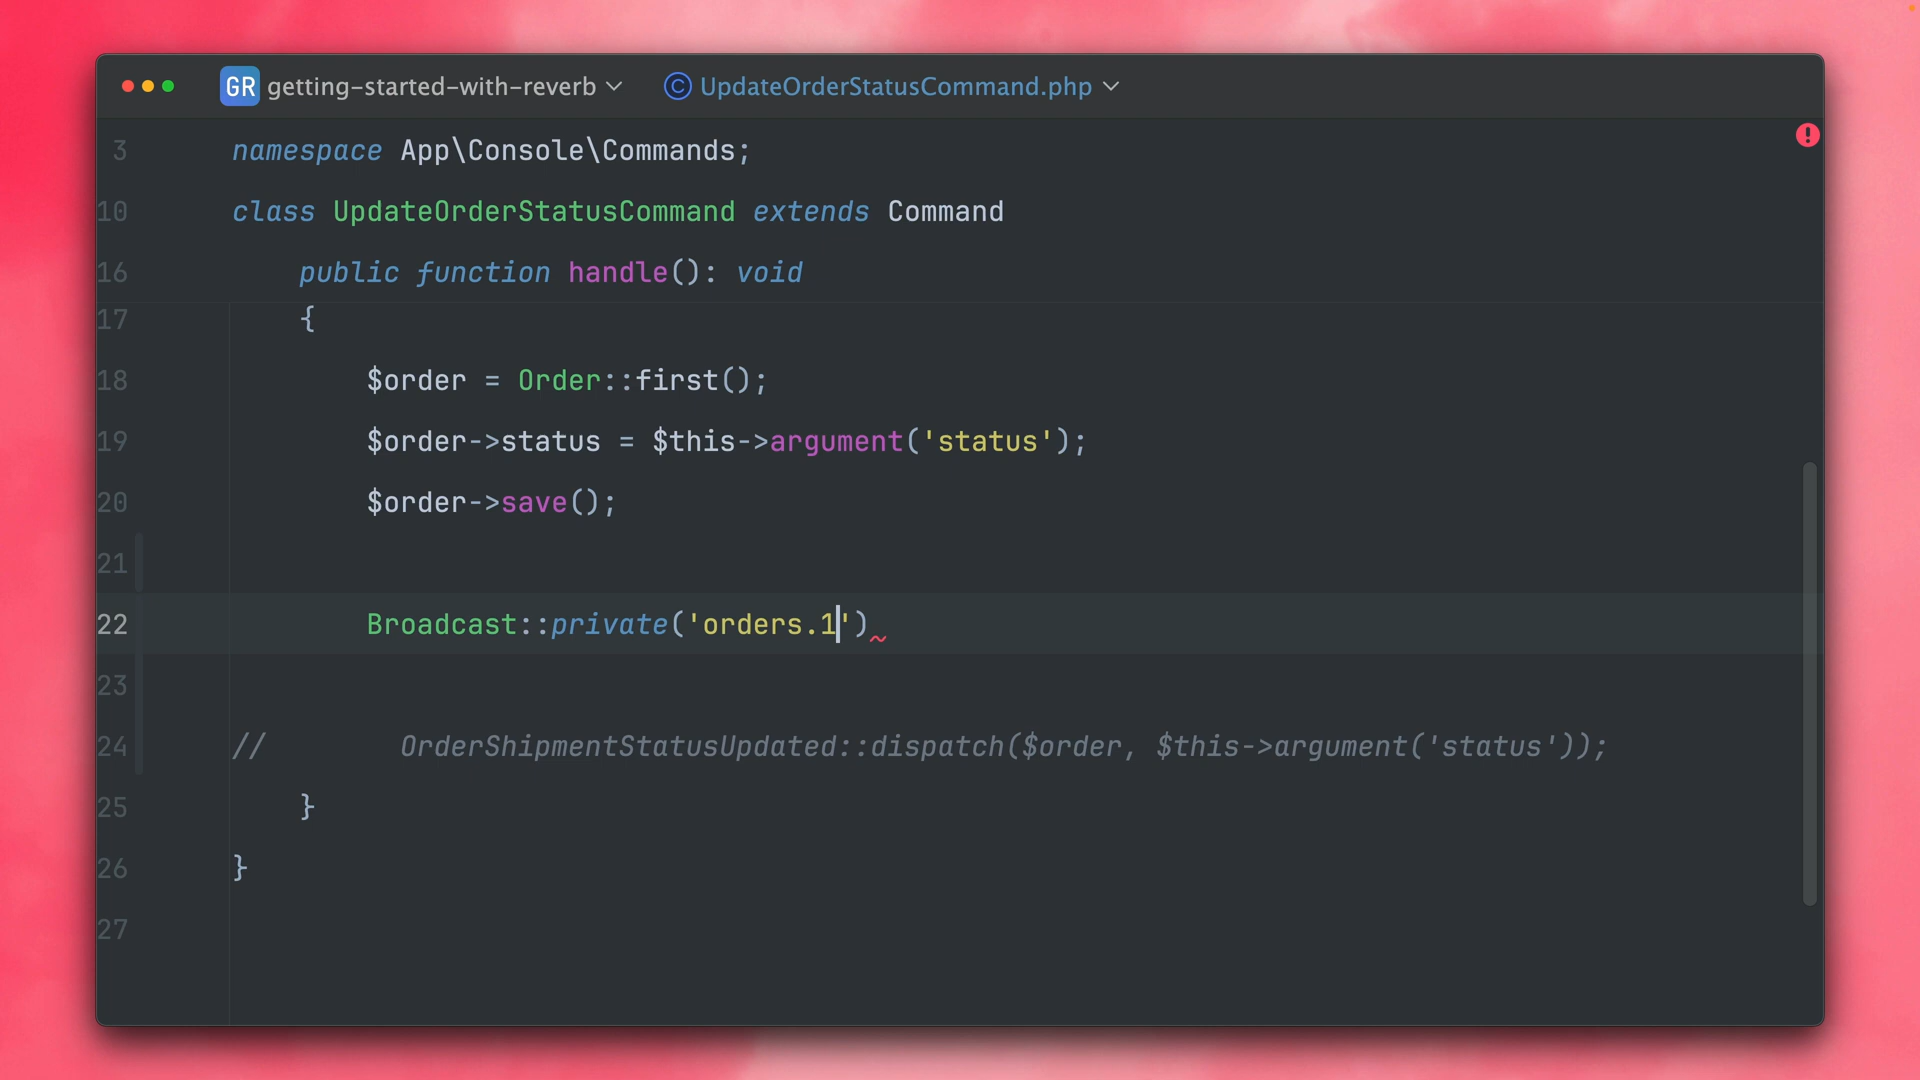 GR getting-started-with-reverb © UpdateOrderStatusCommand.php
3 namespace App\Console\Commands;
10 class UpdateOrderStatusCommand extends Command
16 public function handle(): void
17 {
18 $order = Order::first();
19 $order->status = $this->argument('status');
20 $order->save();
21
22 Broadcast::private('orders.1')
23
24 // OrderShipmentStatusUpdated::dispatch($order, $this->argument('status'));
25 }
26 }
27